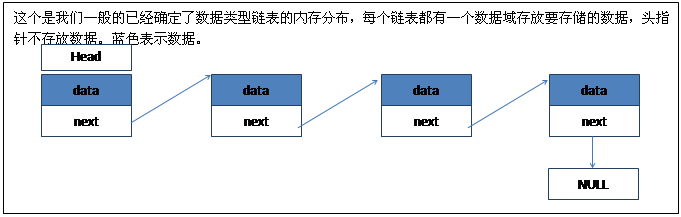 这个是我们一般的已经确定了数据类型链表的内存分布，每个链表都有一个数据域存放要存储的数据，头指
针不存放数据。蓝色表示数据。
Head
data data data data
next next next next
NULL